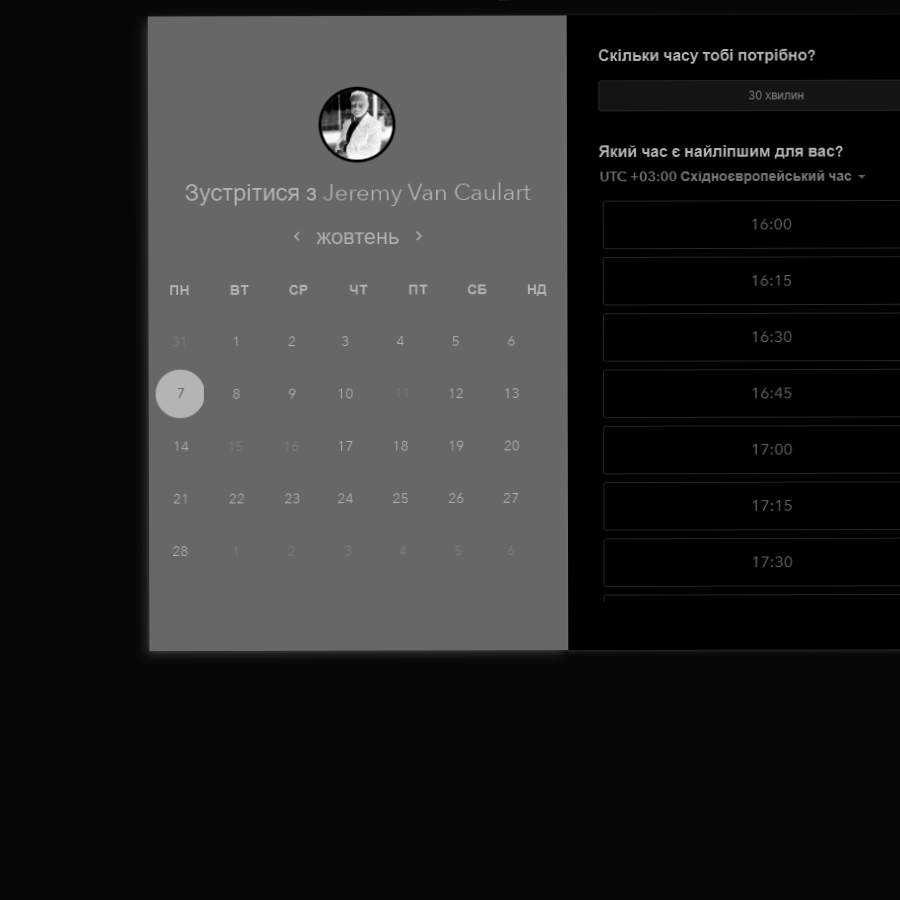 Зустрітися з Jeremy Van Caulart
жовтень
ПН ВТ СР ЧТ ПТ СБ НД
31 1 2 3 4 5 6
7 8 9 10 11 12 13
14 15 16 17 18 19 20
21 22 23 24 25 26 27
28 1 2 3 4 5 6
Скільки часу тобі потрібно?
30 хвилин
Який час є найліпшим для вас?
UTC +03:00 Східноєвропейський час
16:00
16:15
16:30
16:45
17:00
17:15
17:30